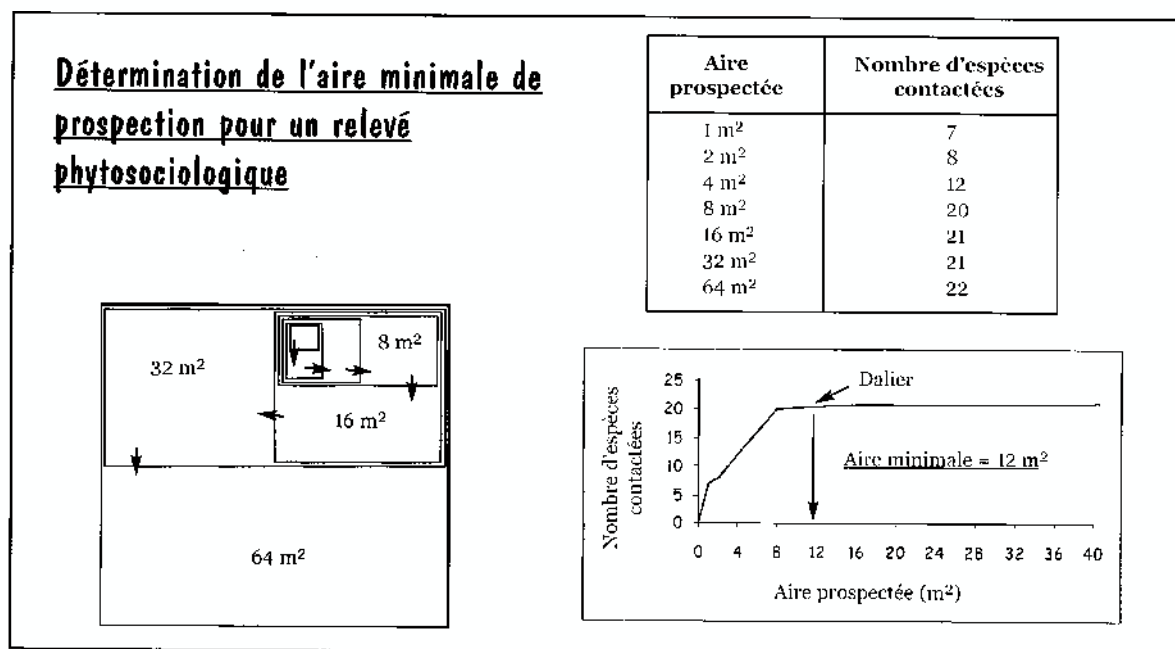 Détermination de l'aire minimale de
prospection pour un relevé
phytosociologique
Aire prospectée Nombre d'espèces contactées
1 m² 7
2 m² 8
4 m² 12
8 m² 20
16 m² 21
32 m² 21
64 m² 22
32 m²
8 m²
16 m²
64 m²
Nombre d'espèces
contactées
25
20
15
10
5
0
Dalier
Aire minimale = 12 m²
0 4 8 12 16 20 24 28 32 36 40
Aire prospectée (m²)